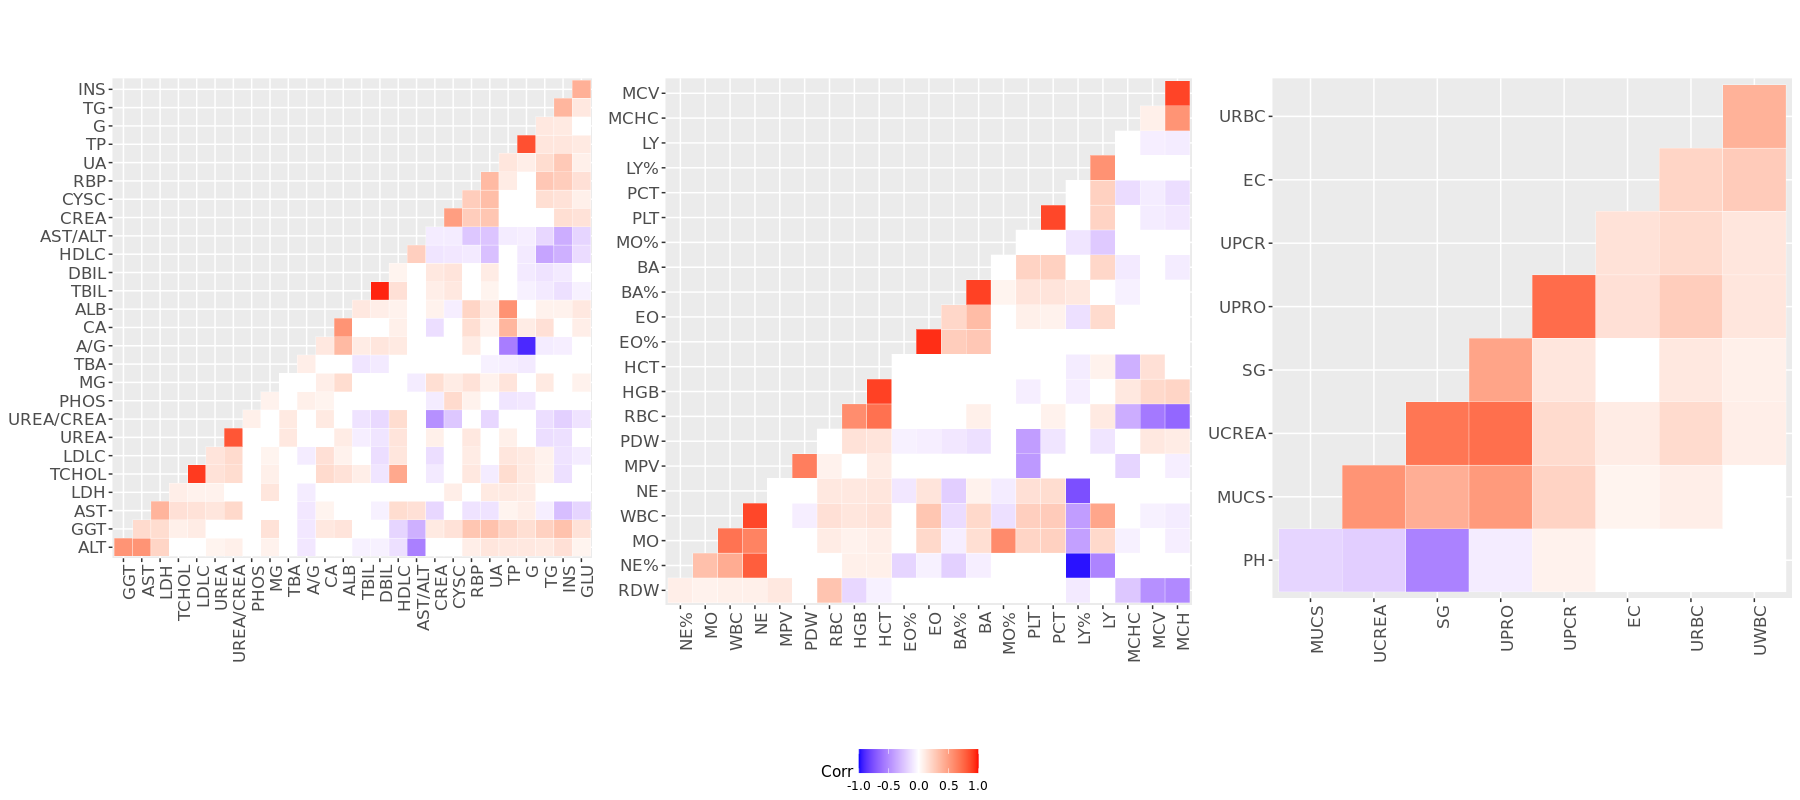 INS
TG
G
TP
UA
RBP
CYSC
CREA
AST/ALT
HDLC
DBIL
TBIL
ALB
CA
A/G
TBA
MG
PHOS
UREA/CREA
UREA
LDLC
TCHOL
LDH
AST
GGT
ALT
GGT
AST
LDH
TCHOL
LDLC
UREA
UREA/CREA
PHOS
MG
TBA
A/G
CA
ALB
TBIL
DBIL
HDLC
AST/ALT
CREA
CYSC
RBP
UA
TP
G
TG
INS
GLU
MCV
MCHC
LY
LY%
PCT
PLT
MO%
BA
BA%
EO
EO%
HCT
HGB
RBC
PDW
MPV
NE
WBC
MO
NE%
RDW
NE%
MO
WBC
NE
MPV
PDW
RBC
HGB
HCT
EO%
EO
BA%
BA
MO%
PLT
PCT
LY%
LY
MCHC
MCV
MCH
URBC
EC
UPCR
UPRO
SG
UCREA
MUCS
PH
MUCS
UCREA
SG
UPRO
UPCR
EC
URBC
UWBC
Corr
-1.0 -0.5 0.0 0.5 1.0